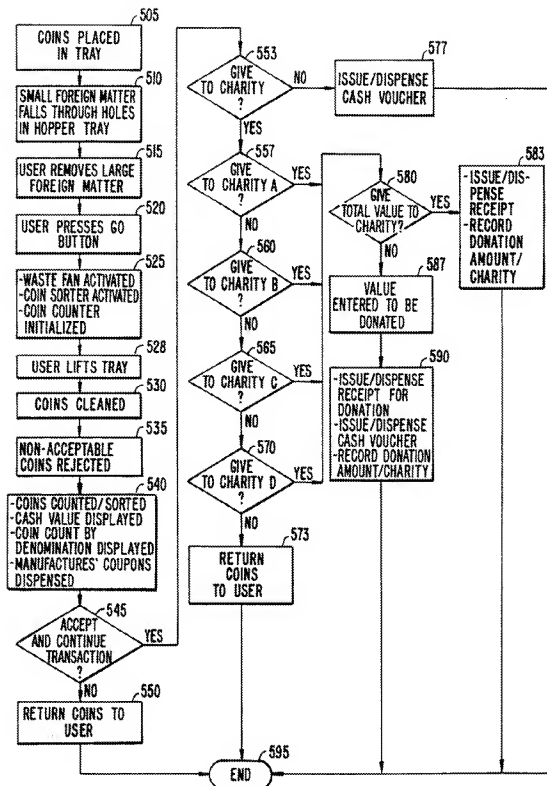 505
COINS PLACED
IN TRAY
510
SMALL FOREIGN MATTER
FALLS THROUGH HOLES
IN HOPPER TRAY
515
USER REMOVES LARGE
FOREIGN MATTER
520
USER PRESSES GO
BUTTON
525
-WASTE FAN ACTIVATED
-COIN SORTER ACTIVATED
-COIN COUNTER
INITIALIZED
528
USER LIFTS TRAY
530
COINS CLEANED
535
NON-ACCEPTABLE
COINS REJECTED
540
-COINS COUNTED/SORTED
-CASH VALUE DISPLAYED
-COIN COUNT BY
DENOMINATION DISPLAYED
-MANUFACTURES' COUPONS
DISPENSED
545
ACCEPT
AND CONTINUE
TRANSACTION
?
YES
NO
550
RETURN COINS TO
USER
553
GIVE
TO CHARITY
?
NO
YES
557
GIVE
TO CHARITY A
?
YES
NO
560
GIVE
TO CHARITY B
?
YES
NO
565
GIVE
TO CHARITY C
?
YES
NO
570
GIVE
TO CHARITY D
?
YES
NO
573
RETURN
COINS
TO USER
577
ISSUE/DISPENSE
CASH VOUCHER
580
GIVE
TOTAL VALUE TO
CHARITY?
YES
NO
583
-ISSUE/DIS-
PENSE
RECEIPT
-RECORD
DONATION
AMOUNT/
CHARITY
587
VALUE
ENTERED TO BE
DONATED
590
-ISSUE/DISPENSE
RECEIPT FOR
DONATION
-ISSUE/DISPENSE
CASH VOUCHER
-RECORD DONATION
AMOUNT/CHARITY
595
END